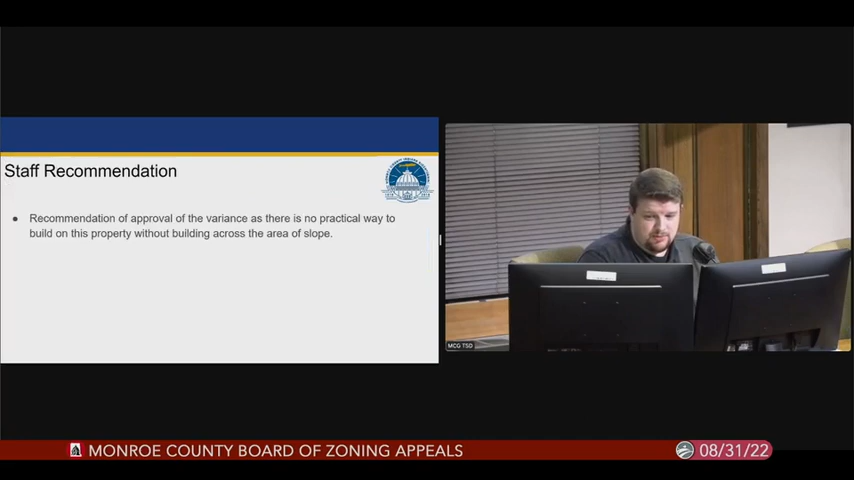 Staff Recommendation
● Recommendation of approval of the variance as there is no practical way to
build on this property without building across the area of slope.
MCG TSD
MONROE COUNTY BOARD OF ZONING APPEALS
08/31/22